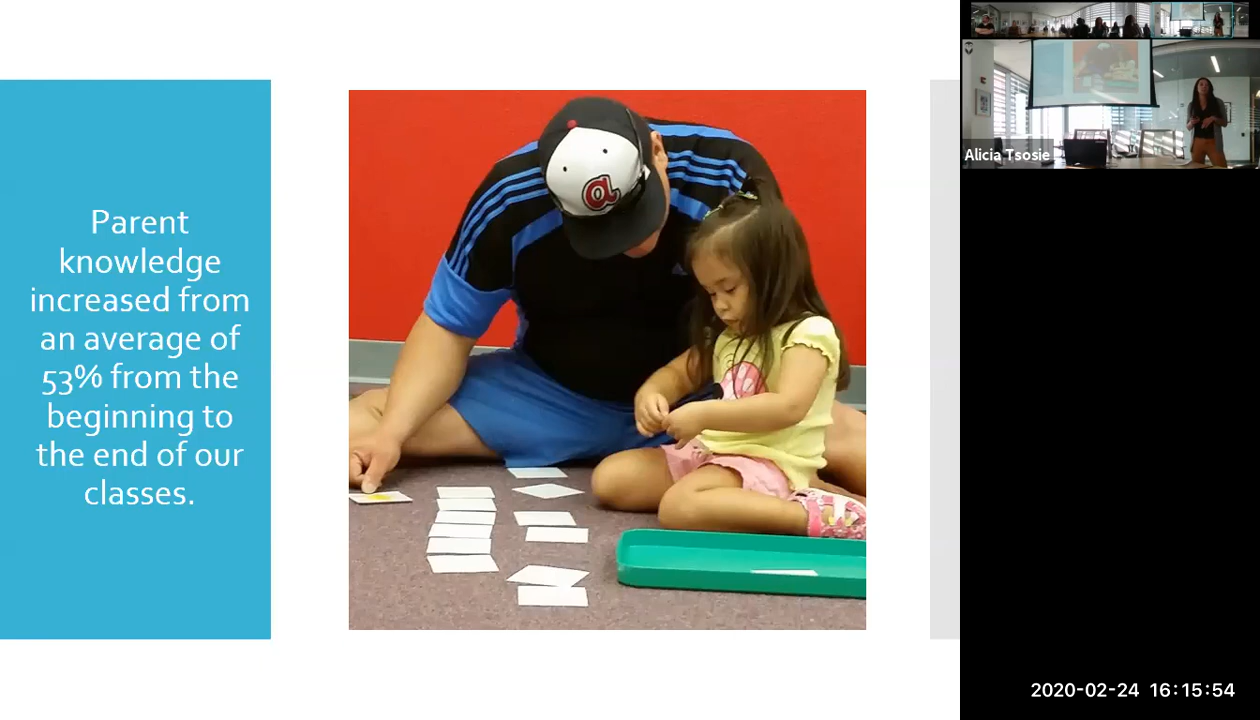 Parent
knowledge
increased from
an average of
53% from the
beginning to
the end of our
classes.
a
Alicia Tsosie
2020-02-24 16:15:54